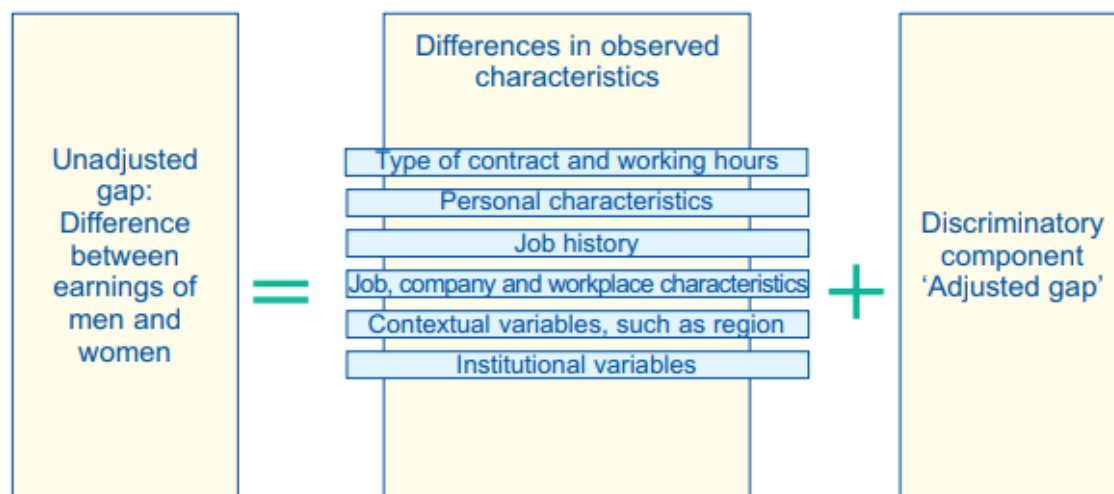 Unadjusted
gap:
Difference
between
earnings of
men and
women
=
Differences in observed
characteristics
Type of contract and working hours
Personal characteristics
Job history
Job, company and workplace characteristics
Contextual variables, such as region
Institutional variables
+
Discriminatory
component
‘Adjusted gap’